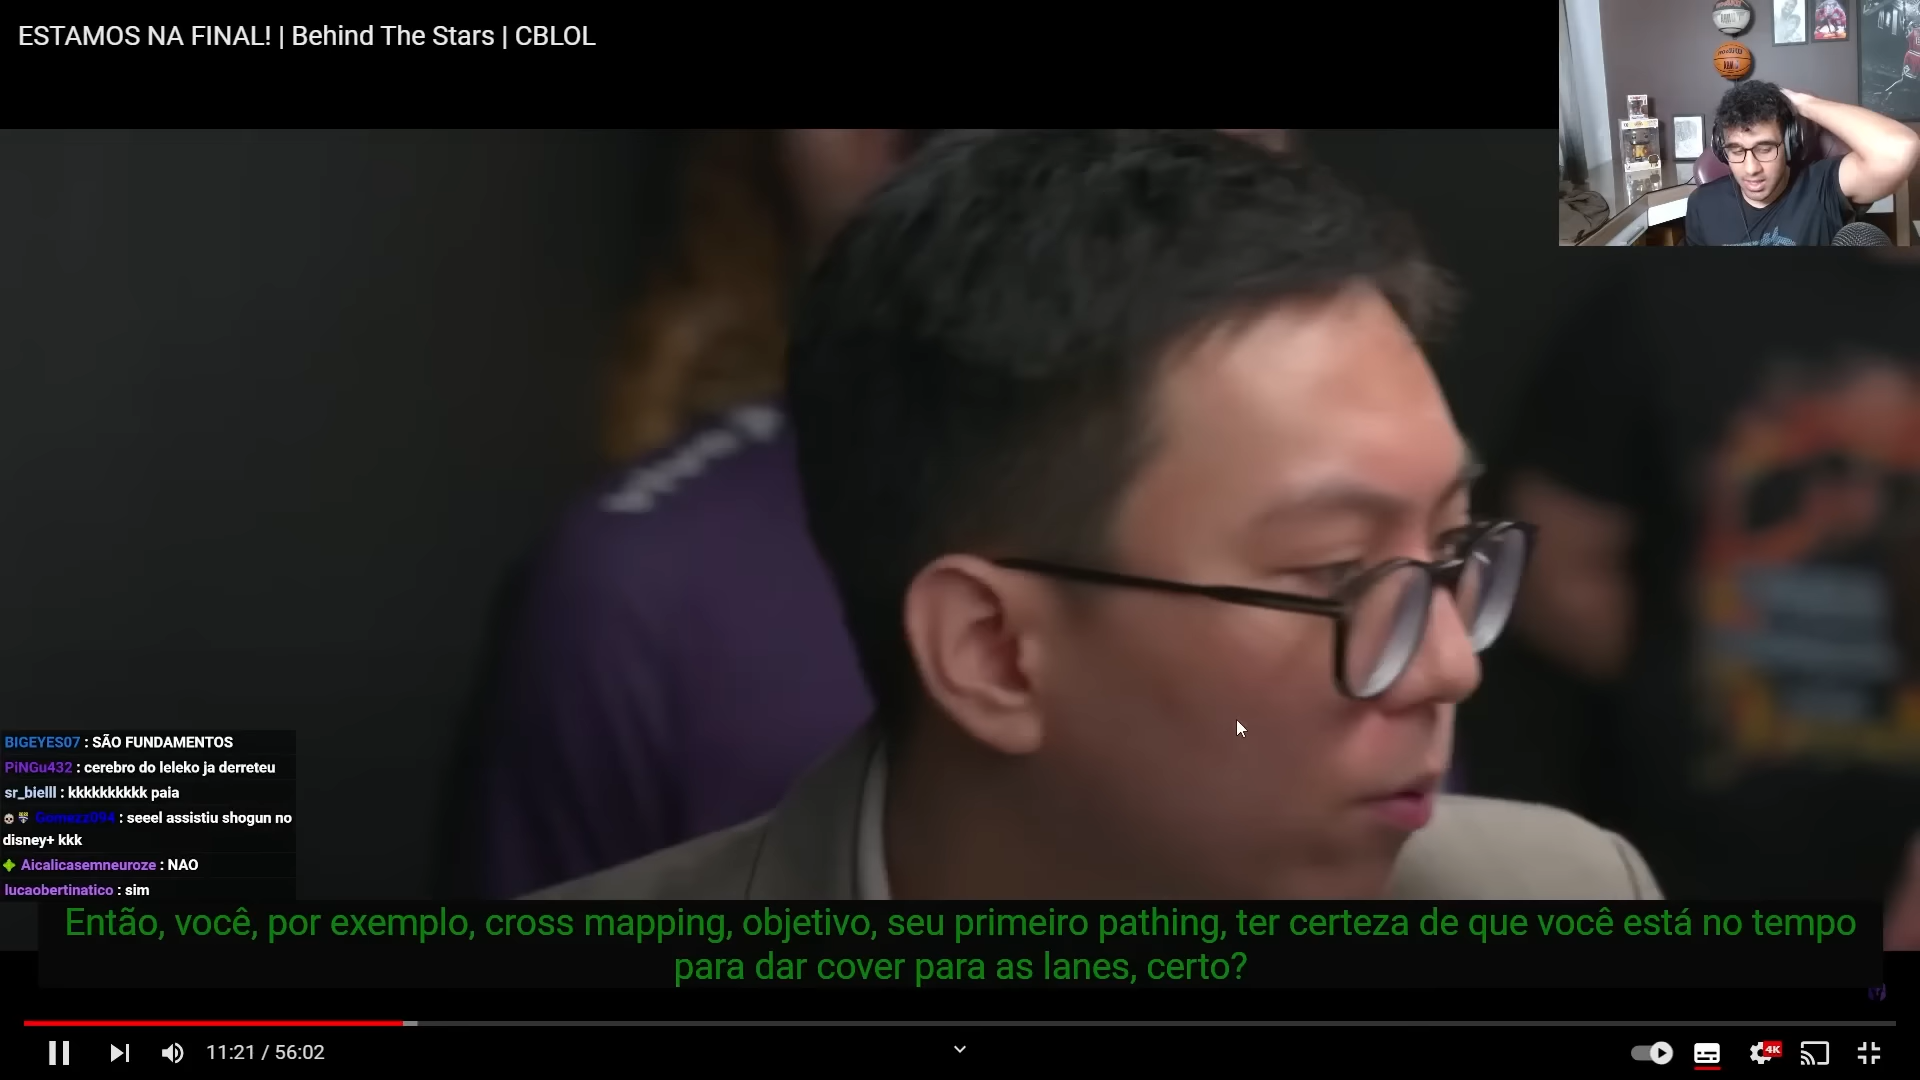 ESTAMOS NA FINAL! | Behind The Stars | CBLOL
BIGEYES07 : SÃO FUNDAMENTOS
PiNGu432 : cerebro do leleko ja derreteu
sr_bielll : kkkkkkkkkk paia
Gomezz094 : seeel assistiu shogun no
disney+ kkk
Aicalicasemneuroze : NAO
lucaobertinatico : sim
Então, você, por exemplo, cross mapping, objetivo, seu primeiro pathing, ter certeza de que você está no tempo
para dar cover para as lanes, certo?
11:21 / 56:02
4K